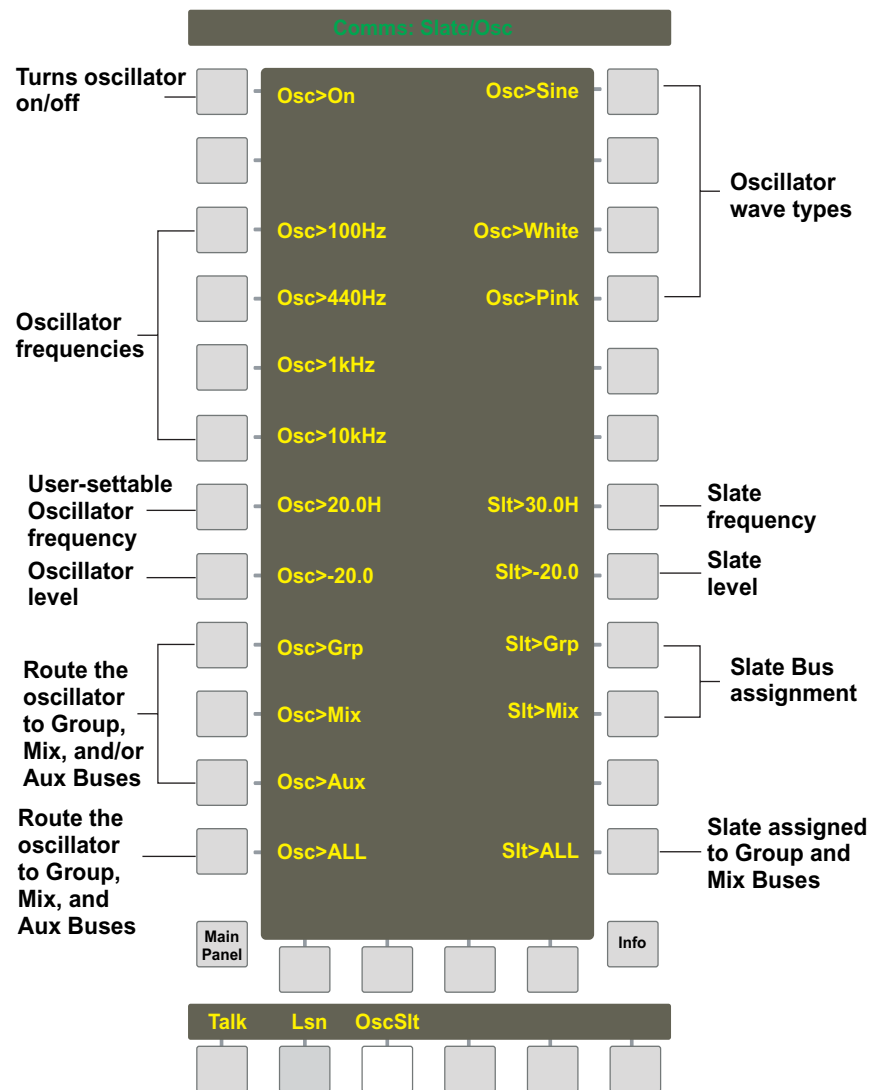 Comms: Slate/Osc
Turns oscillator
on/off
Osc>On
Osc>Sine
Oscillator
wave types
Osc>100Hz
Osc>White
Osc>440Hz
Osc>Pink
Oscillator
frequencies
Osc>1kHz
Osc>10kHz
User-settable
Oscillator
frequency
Osc>20.0H
Slt>30.0H
Slate
frequency
Oscillator
level
Osc>-20.0
Slt>-20.0
Slate
level
Osc>Grp
Slt>Grp
Route the
oscillator
to Group,
Mix, and/or
Aux Buses
Osc>Mix
Slt>Mix
Slate Bus
assignment
Osc>Aux
Route the
oscillator
to Group,
Mix, and
Aux Buses
Osc>ALL
Slt>ALL
Slate assigned
to Group and
Mix Buses
Main
Panel
Info
Talk Lsn OscSlt